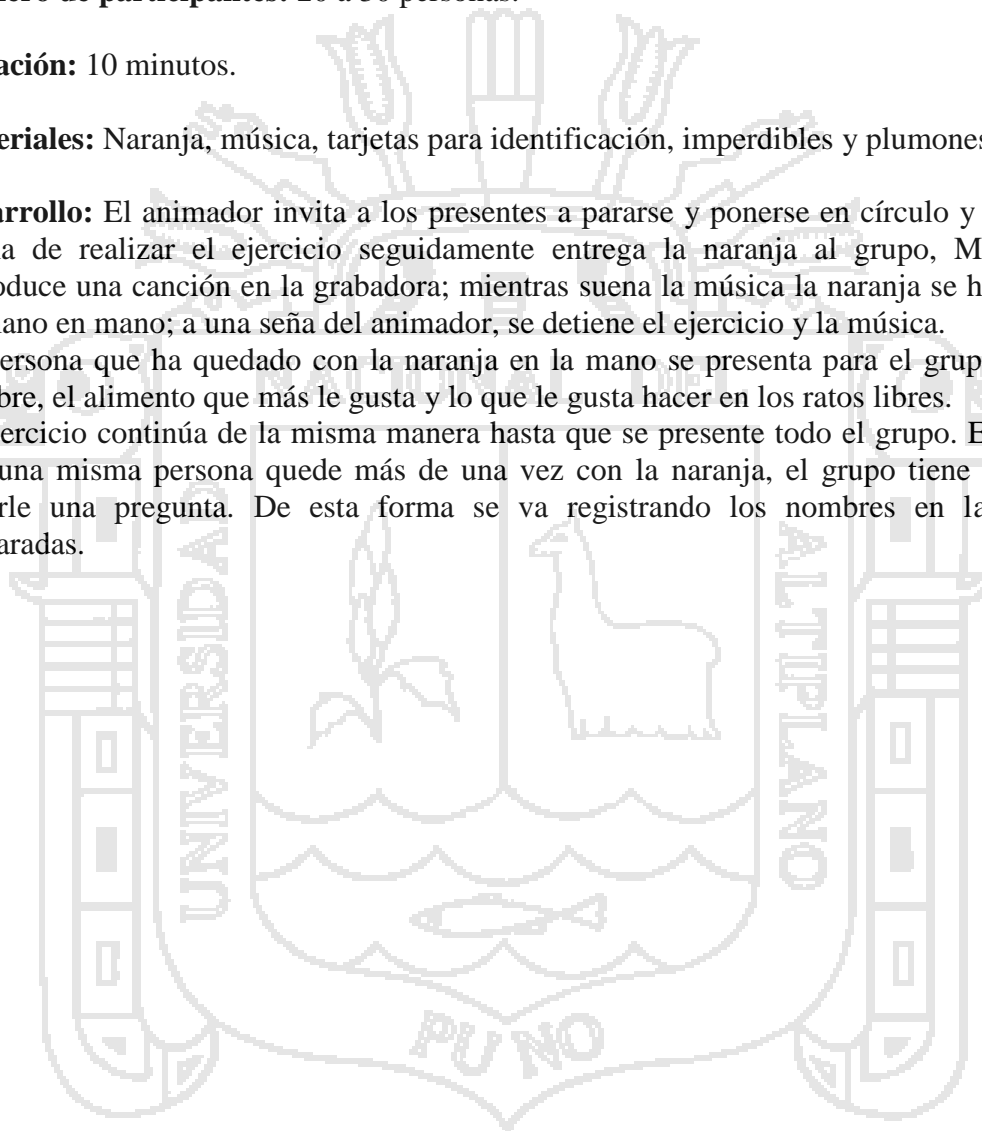 ación: 10 minutos.
eriales: Naranja, música, tarjetas para identificación, imperdibles y plumones
arrollo: El animador invita a los presentes a pararse y ponerse en círculo y
a de realizar el ejercicio seguidamente entrega la naranja al grupo, M
oduce una canción en la grabadora; mientras suena la música la naranja se h
ano en mano; a una seña del animador, se detiene el ejercicio y la música.
ersona que ha quedado con la naranja en la mano se presenta para el grup
bre, el alimento que más le gusta y lo que le gusta hacer en los ratos libres.
ercicio continúa de la misma manera hasta que se presente todo el grupo. E
una misma persona quede más de una vez con la naranja, el grupo tiene
rle una pregunta. De esta forma se va registrando los nombres en la
aradas.
UNIVERSIDAD
NACIONAL DEL
ALTIPLANO
PUNO